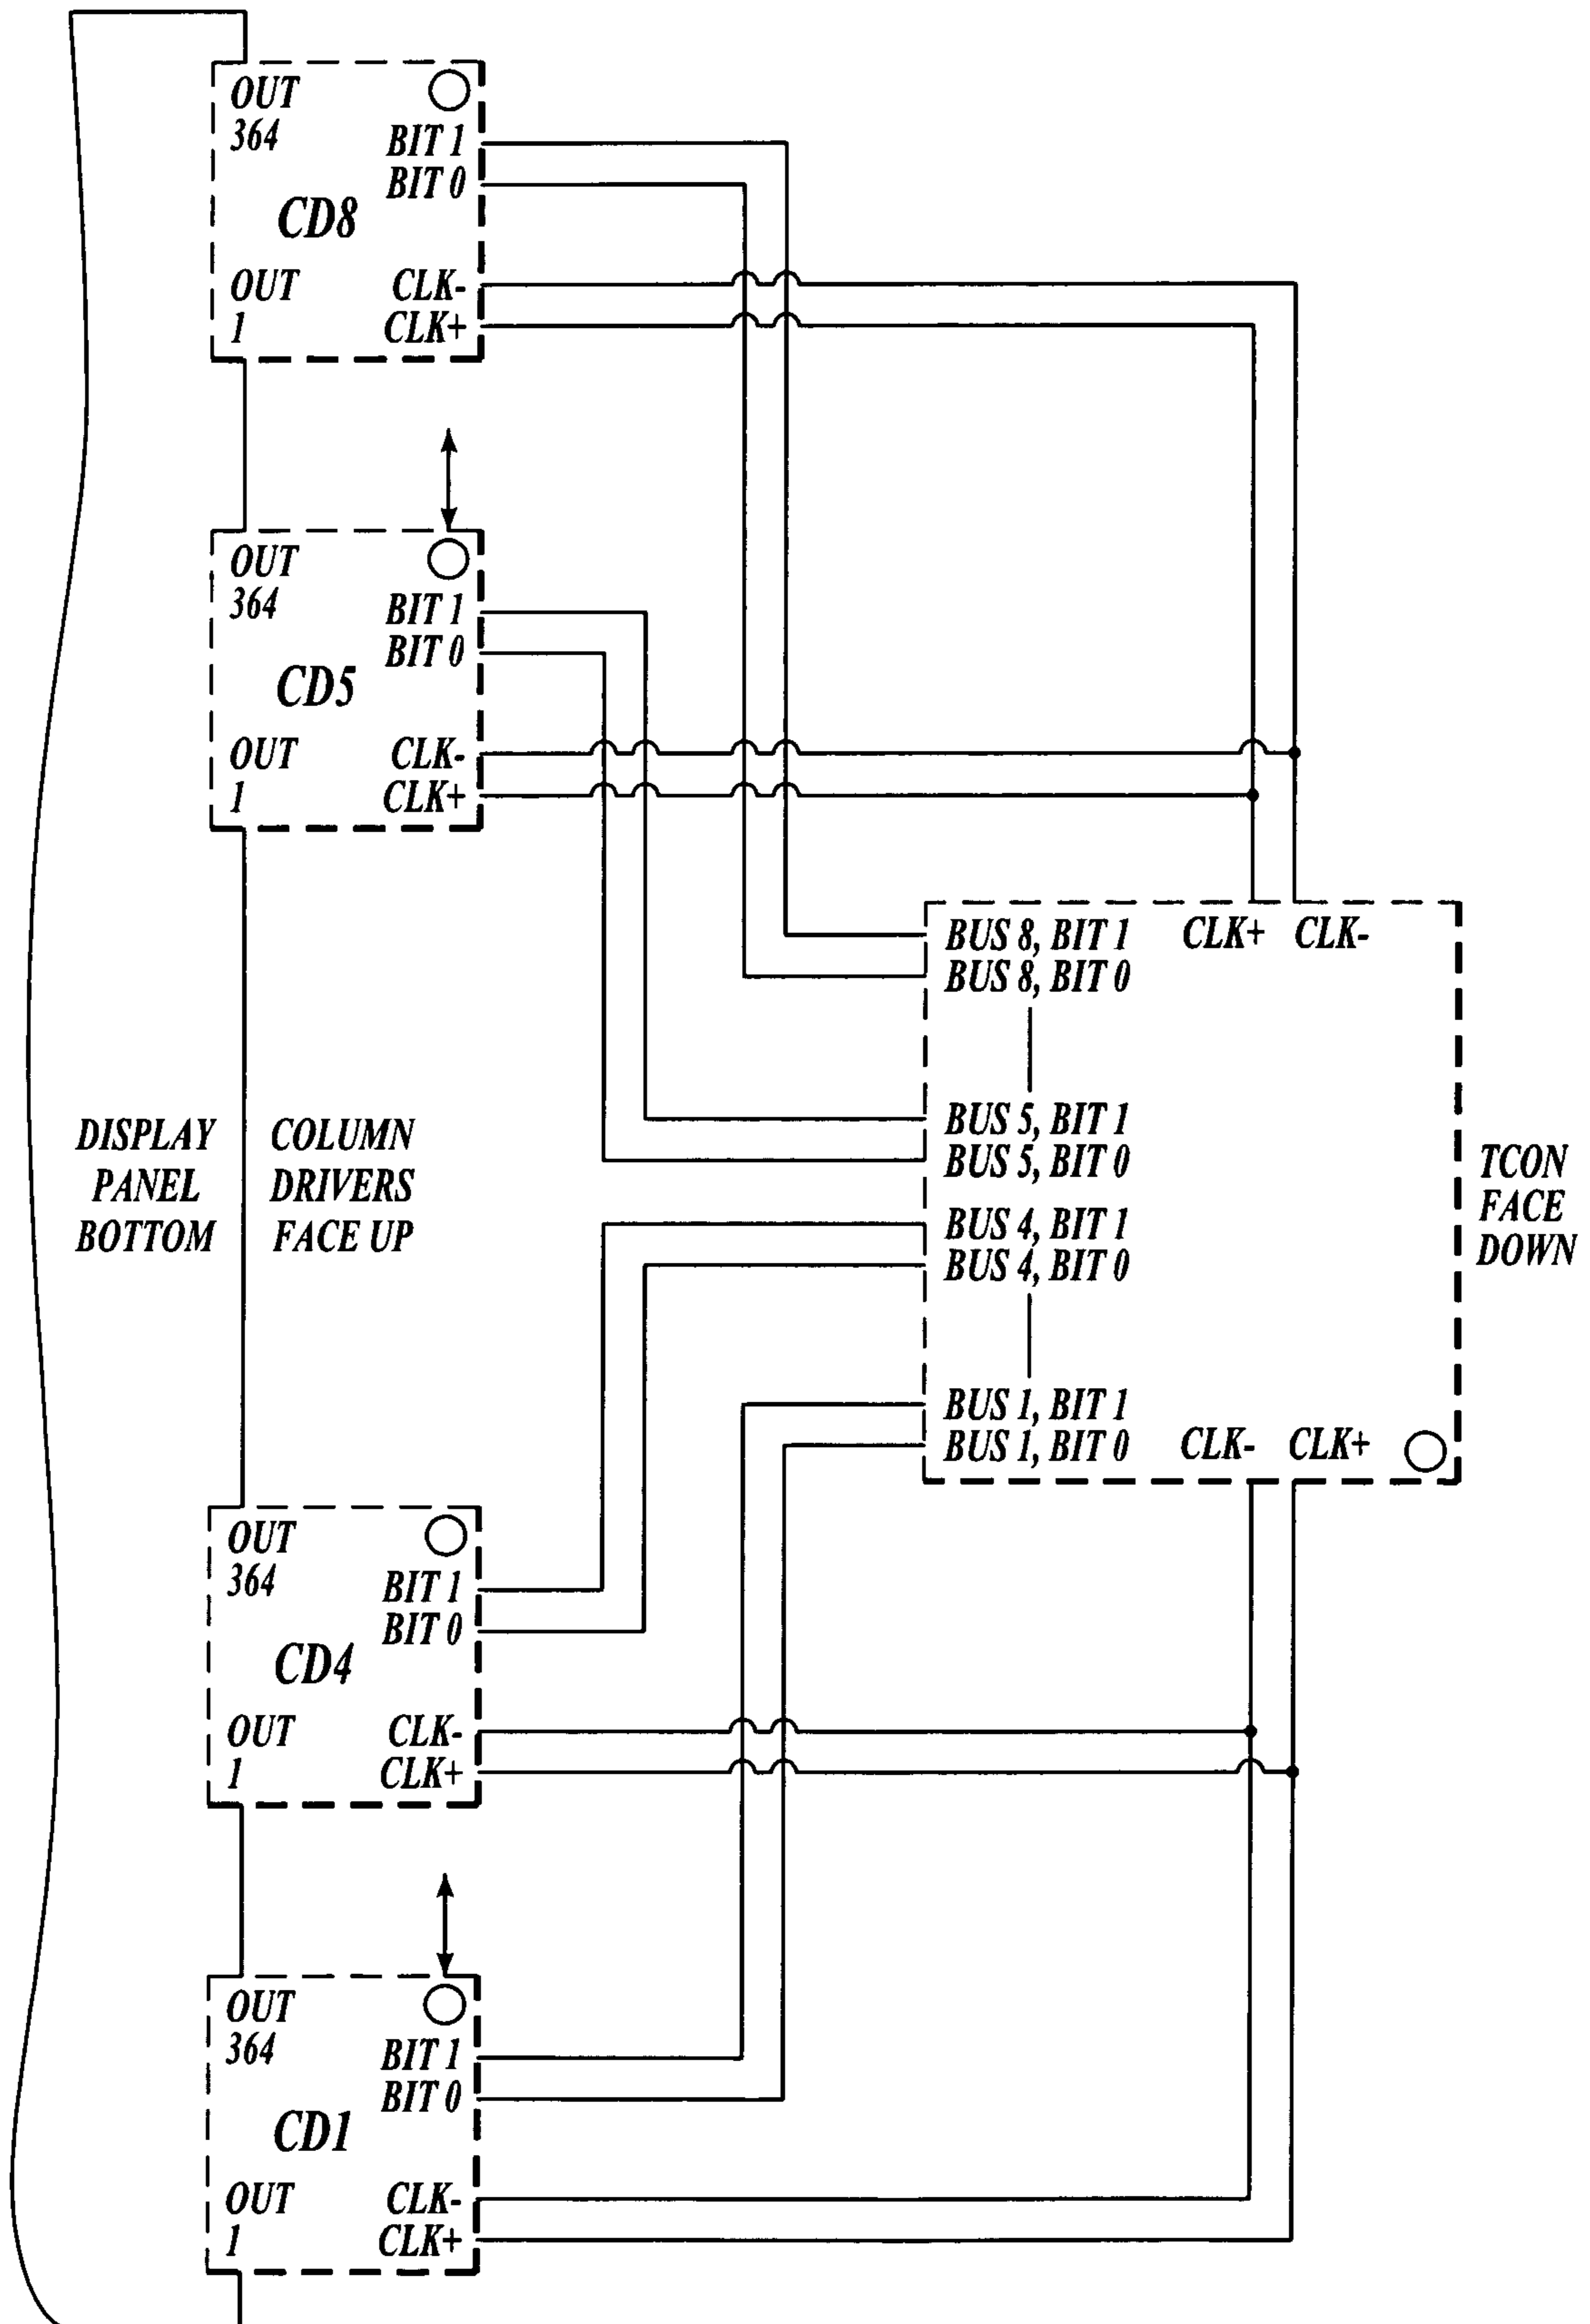 OUT
364
BIT 1
BIT 0
CD8
OUT
1
CLK-
CLK+
OUT
364
BIT 1
BIT 0
CD5
OUT
1
CLK-
CLK+
BUS 8, BIT 1
BUS 8, BIT 0
CLK+ CLK-
BUS 5, BIT 1
BUS 5, BIT 0
BUS 4, BIT 1
BUS 4, BIT 0
BUS 1, BIT 1
BUS 1, BIT 0
CLK- CLK+
DISPLAY
PANEL
BOTTOM
COLUMN
DRIVERS
FACE UP
TCON
FACE
DOWN
OUT
364
BIT 1
BIT 0
CD4
OUT
1
CLK-
CLK+
OUT
364
BIT 1
BIT 0
CD1
OUT
1
CLK-
CLK+